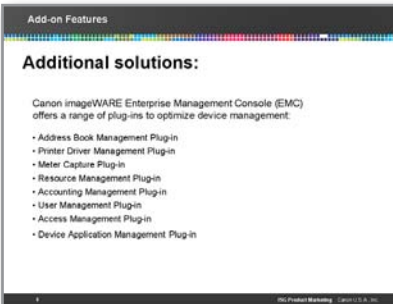 Add-on Features
Additional solutions:
Canon imageWARE Enterprise Management Console (EMC)
offers a range of plug-ins to optimize device management:
• Address Book Management Plug-in
• Printer Driver Management Plug-in
• Meter Capture Plug-in
• Resource Management Plug-in
• Accounting Management Plug-in
• User Management Plug-in
• Access Management Plug-in
• Device Application Management Plug-in
ISG Product Marketing Canon U.S.A., Inc.